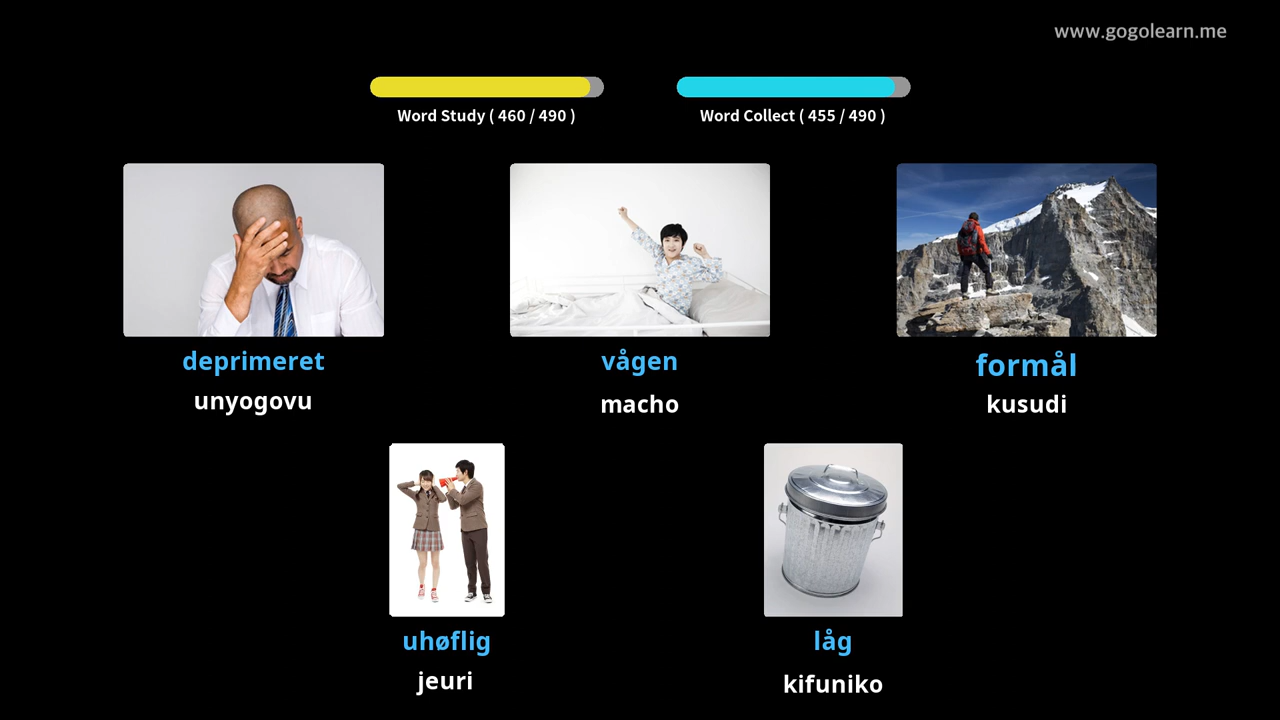 www.gogolearn.me
Word Study ( 460 / 490 )
Word Collect ( 455 / 490 )
deprimeret
unyogovu
vågen
macho
formål
kusudi
uhøflig
jeuri
låg
kifuniko